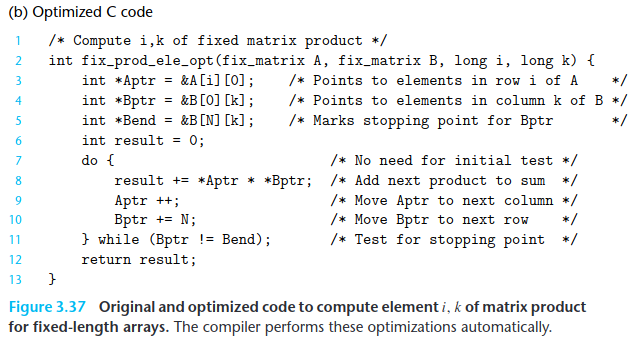 (b) Optimized C code
1 /* Compute i,k of fixed matrix product */
2 int fix_prod_ele_opt(fix_matrix A, fix_matrix B, long i, long k) {
3 int *Aptr = &A[i][0]; /* Points to elements in row i of A */
4 int *Bptr = &B[0][k]; /* Points to elements in column k of B */
5 int *Bend = &B[N][k]; /* Marks stopping point for Bptr */
6 int result = 0;
7 do { /* No need for initial test */
8 result += *Aptr * *Bptr; /* Add next product to sum */
9 Aptr ++; /* Move Aptr to next column */
10 Bptr += N; /* Move Bptr to next row */
11 } while (Bptr != Bend); /* Test for stopping point */
12 return result;
13 }
Figure 3.37 Original and optimized code to compute element i, k of matrix product
for fixed-length arrays. The compiler performs these optimizations automatically.